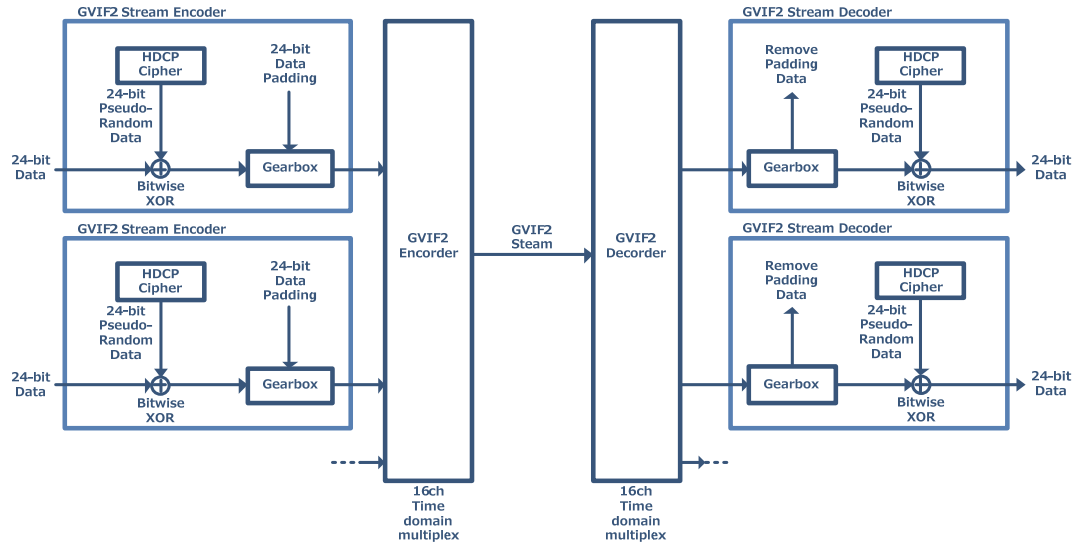 GVIF2 Stream Encoder
HDCP
Cipher
24-bit
Pseudo-
Random
Data
24-bit
Data
Padding
24-bit
Data
Bitwise
XOR
Gearbox
GVIF2 Stream Encoder
HDCP
Cipher
24-bit
Pseudo-
Random
Data
24-bit
Data
Padding
24-bit
Data
Bitwise
XOR
Gearbox
GVIF2
Encorder
16ch
Time
domain
multiplex
GVIF2
Steam
GVIF2
Decorder
16ch
Time
domain
multiplex
GVIF2 Stream Decoder
Remove
Padding
Data
HDCP
Cipher
24-bit
Pseudo-
Random
Data
Gearbox
Bitwise
XOR
24-bit
Data
GVIF2 Stream Decoder
Remove
Padding
Data
HDCP
Cipher
24-bit
Pseudo-
Random
Data
Gearbox
Bitwise
XOR
24-bit
Data